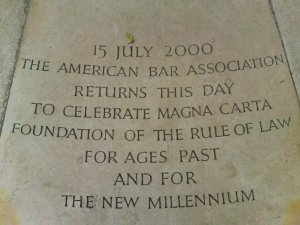 15 JULY 2000
THE AMERICAN BAR ASSOCIATION
RETURNS THIS DAY
TO CELEBRATE MAGNA CARTA
FOUNDATION OF THE RULE OF LAW
FOR AGES PAST
AND FOR
THE NEW MILLENNIUM